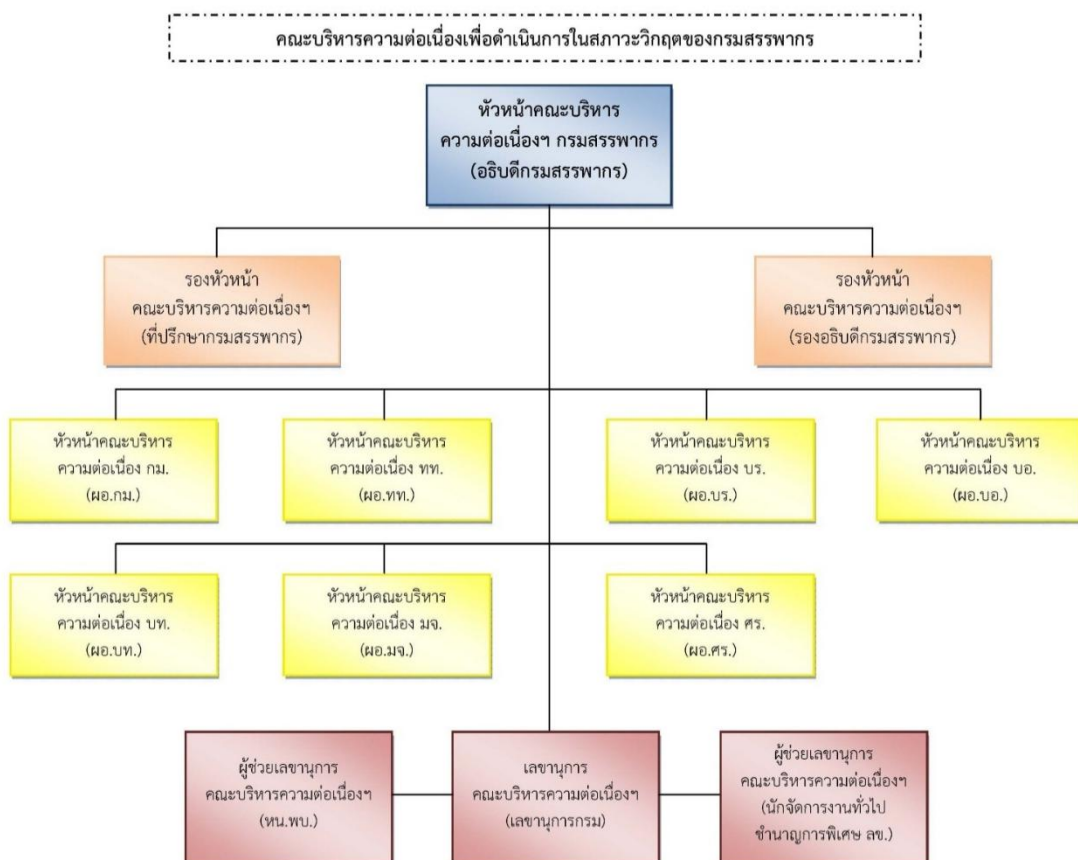 คณะบริหารความต่อเนื่องเพื่อดำเนินการในสภาวะวิกฤตของกรมสรรพากร
หัวหน้าคณะบริหาร
ความต่อเนื่องฯ กรมสรรพากร
(อธิบดีกรมสรรพากร)
รองหัวหน้า
คณะบริหารความต่อเนื่องฯ
(ที่ปรึกษากรมสรรพากร)
รองหัวหน้า
คณะบริหารความต่อเนื่องฯ
(รองอธิบดีกรมสรรพากร)
หัวหน้าคณะบริหาร
ความต่อเนื่อง กม.
(ผอ.กม.)
หัวหน้าคณะบริหาร
ความต่อเนื่อง ทท.
(ผอ.ทท.)
หัวหน้าคณะบริหาร
ความต่อเนื่อง บร.
(ผอ.บร.)
หัวหน้าคณะบริหาร
ความต่อเนื่อง บอ.
(ผอ.บอ.)
หัวหน้าคณะบริหาร
ความต่อเนื่อง บท.
(ผอ.บท.)
หัวหน้าคณะบริหาร
ความต่อเนื่อง มจ.
(ผอ.มจ.)
หัวหน้าคณะบริหาร
ความต่อเนื่อง ศร.
(ผอ.ศร.)
ผู้ช่วยเลขานุการ
คณะบริหารความต่อเนื่องฯ
(หน.พบ.)
เลขานุการ
คณะบริหารความต่อเนื่องฯ
(เลขานุการกรม)
ผู้ช่วยเลขานุการ
คณะบริหารความต่อเนื่องฯ
(นักจัดการงานทั่วไป
ชำนาญการพิเศษ ลข.)